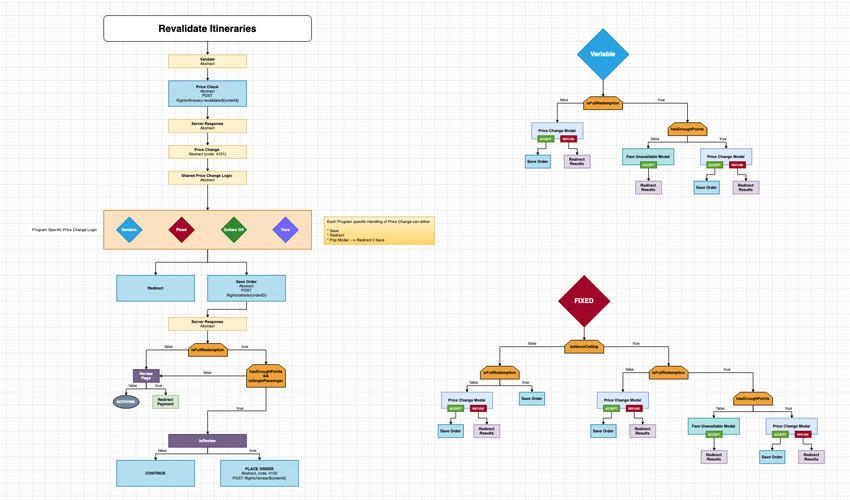 Revalidate Itineraries
Validate
Abstract
Price Check
Abstract
POST
/flights/itinerary-revalidate/${orderId}
Server Response
Abstract
Price Change
Abstract (code: 4191)
Shared Price Change Logic
Program Specific Price Change Logic
Variable
Fixed
Dollars Off
Tiers
Each Program specific Handling of Price Change can either
* Save
* Redirect
* Pop Modal --> Redirect || Save
Redirect
Save Order
Abstract
POST
/flights/details/{orderID}
Server Response
Abstract
isFullRedemption
false
true
Review
Page
false
hasEnoughPoints
&&
isSinglePassenger
false
true
NOTHING
Redirect
Payment
true
isReview
false
true
CONTINUE
PLACE ORDER
Abstract, code: 4192
POST /flights/review/${orderId}
Variable
isFullRedemption
false
true
Price Change Modal
ACCEPT
REFUSE
Save Order
Redirect
Results
hasEnoughPoints
false
true
Fare Unavailable Modal
ACCEPT
Redirect
Results
Price Change Modal
ACCEPT
REFUSE
Save Order
Redirect
Results
FIXED
isAboveCeiling
false
true
isFullRedemption
false
true
Price Change Modal
ACCEPT
REFUSE
Save Order
Redirect
Results
Save Order
isFullRedemption
false
true
Price Change Modal
ACCEPT
REFUSE
Save Order
Redirect
Results
hasEnoughPoints
false
true
Fare Unavailable Modal
ACCEPT
Redirect
Results
Price Change Modal
ACCEPT
REFUSE
Save Order
Redirect
Results